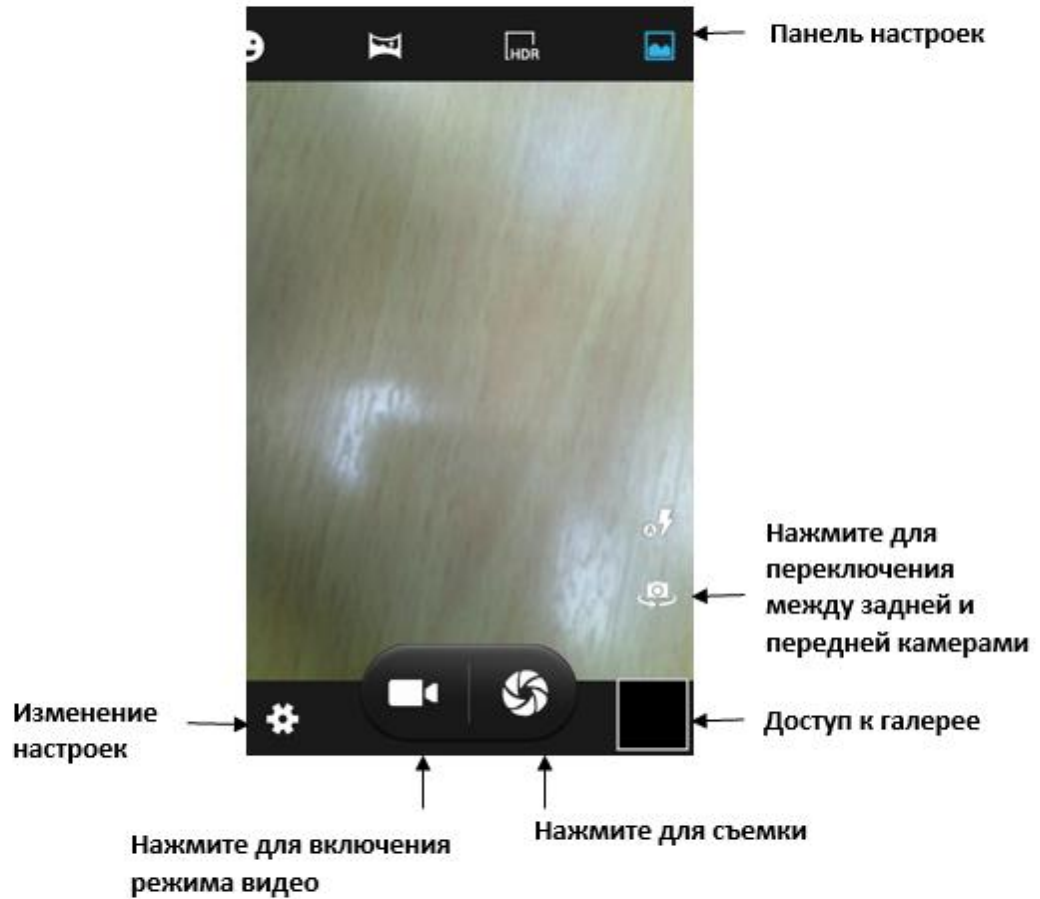 Панель настроек
HDR
Нажмите для
переключения
между задней и
передней камерами
A
Изменение
настроек
Доступ к галерее
Нажмите для съемки
Нажмите для включения
режима видео